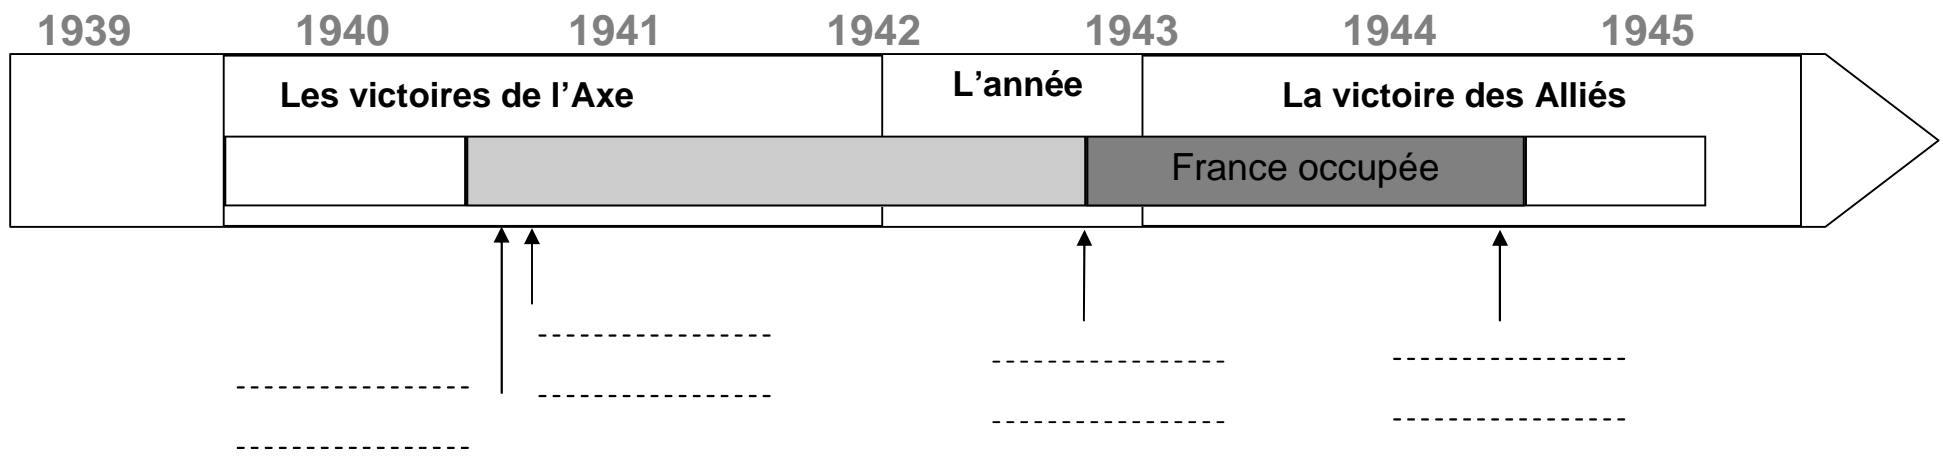 1939 1940 1941 1942 1943 1944 1945
Les victoires de l'Axe L'année La victoire des Alliés
France occupée